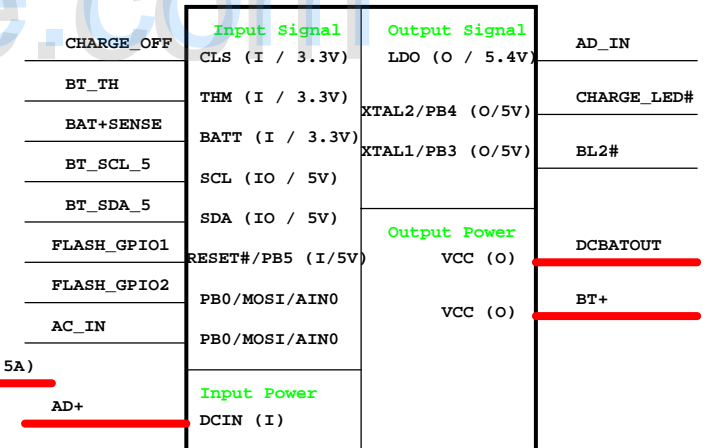 e.com
CHARGE_OFF
BT_TH
BAT+SENSE
BT_SCL_5
BT_SDA_5
FLASH_GPIO1
FLASH_GPIO2
AC_IN
5A)
AD+
Input Signal
CLS (I / 3.3V)
THM (I / 3.3V)
BATT (I / 3.3V)
SCL (IO / 5V)
SDA (IO / 5V)
RESET#/PB5 (I/5V)
PB0/MOSI/AIN0
PB0/MOSI/AIN0
Input Power
DCIN (I)
Output Signal
LDO (O / 5.4V)
XTAL2/PB4 (O/5V)
XTAL1/PB3 (O/5V)
Output Power
VCC (O)
VCC (O)
AD_IN
CHARGE_LED#
BL2#
DCBATOUT
BT+